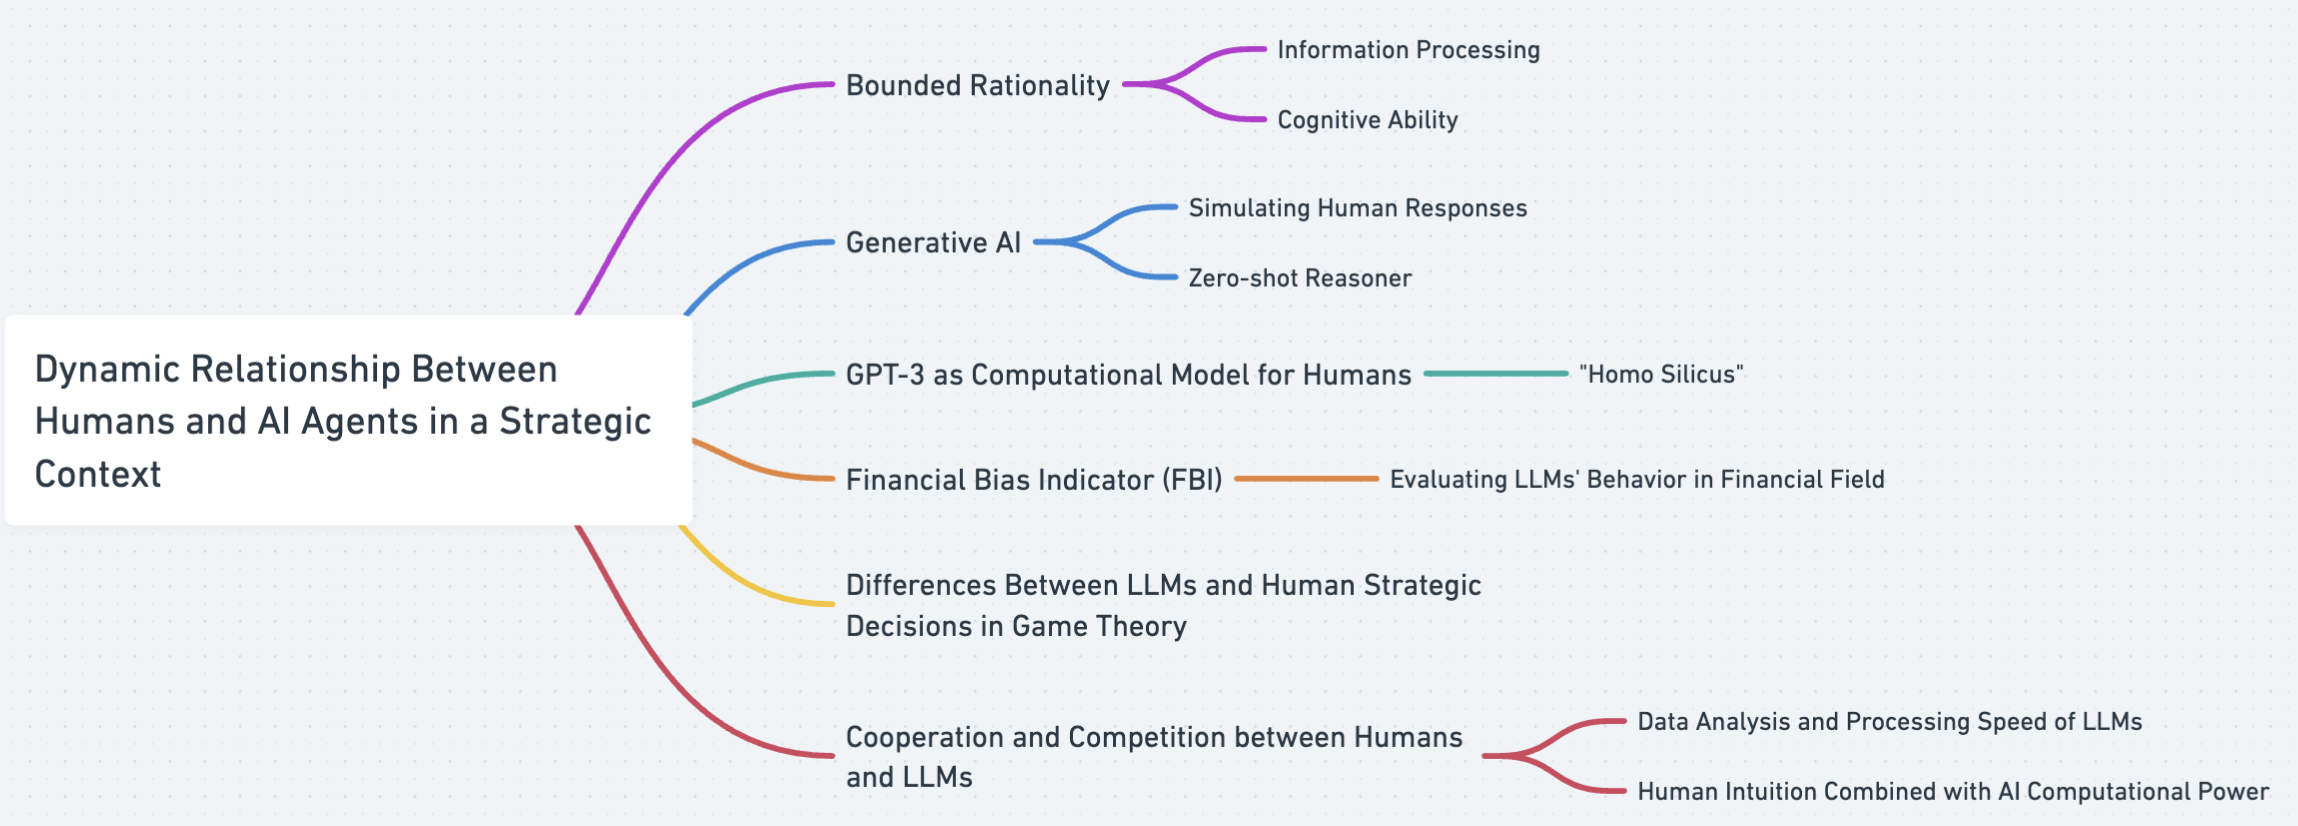 Dynamic Relationship Between
Humans and AI Agents in a Strategic
Context
Bounded Rationality
Information Processing
Cognitive Ability
Generative AI
Simulating Human Responses
Zero-shot Reasoner
GPT-3 as Computational Model for Humans
"Homo Silicus"
Financial Bias Indicator (FBI)
Evaluating LLMs' Behavior in Financial Field
Differences Between LLMs and Human Strategic
Decisions in Game Theory
Cooperation and Competition between Humans
and LLMs
Data Analysis and Processing Speed of LLMs
Human Intuition Combined with AI Computational Power